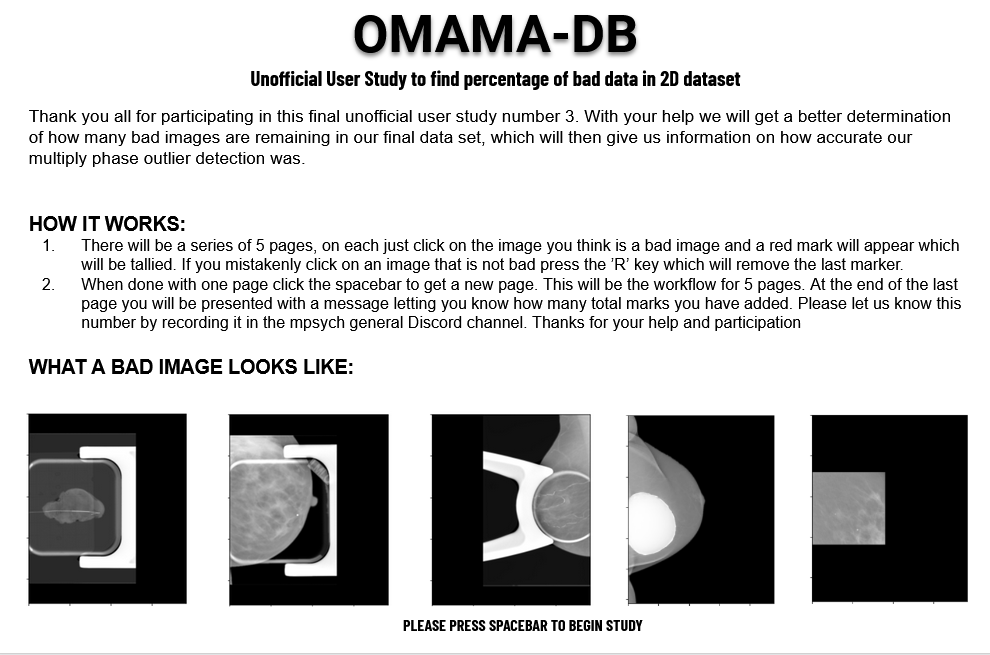 OMAMA-DB
Unofficial User Study to find percentage of bad data in 2D dataset
Thank you all for participating in this final unofficial user study number 3. With your help we will get a better determination
of how many bad images are remaining in our final data set, which will then give us information on how accurate our
multiply phase outlier detection was.
HOW IT WORKS:
1. There will be a series of 5 pages, on each just click on the image you think is a bad image and a red mark will appear which
will be tallied. If you mistakenly click on an image that is not bad press the 'R' key which will remove the last marker.
2. When done with one page click the spacebar to get a new page. This will be the workflow for 5 pages. At the end of the last
page you will be presented with a message letting you know how many total marks you have added. Please let us know this
number by recording it in the mpsych general Discord channel. Thanks for your help and participation
WHAT A BAD IMAGE LOOKS LIKE:
PLEASE PRESS SPACEBAR TO BEGIN STUDY